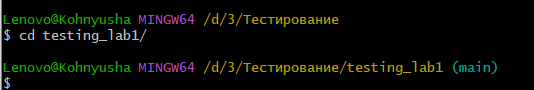 Lenovo@Kohnyusha MINGW64 /d/3/Тестирование
$ cd testing_lab1/
Lenovo@Kohnyusha MINGW64 /d/3/Тестирование/testing_lab1 (main)
$